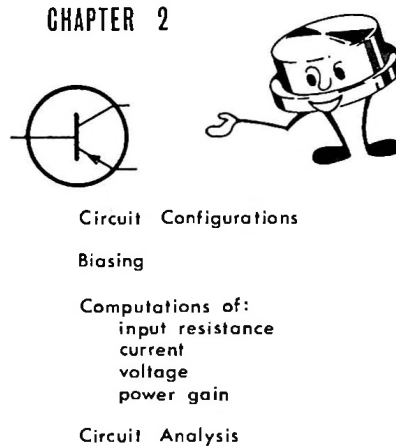 CHAPTER 2
Circuit Configurations
Biasing
Computations of:
input resistance
current
voltage
power gain
Circuit Analysis